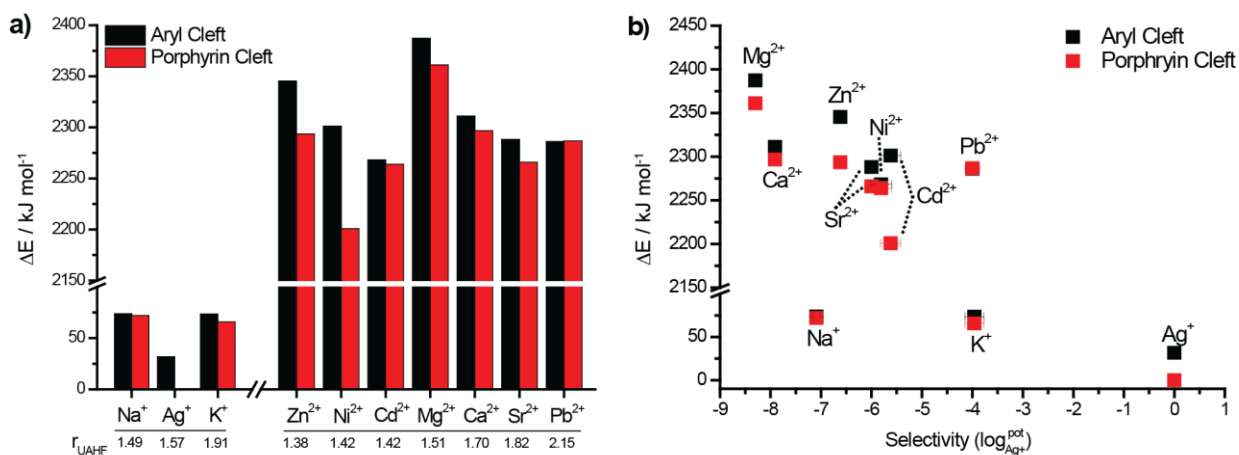 a)
Aryl Cleft
Porphyrin Cleft
ΔE / kJ mol⁻¹
2400
2350
2300
2250
2200
2150
50
0
Na⁺ Ag⁺ K⁺ Zn²⁺ Ni²⁺ Cd²⁺ Mg²⁺ Ca²⁺ Sr²⁺ Pb²⁺
r_UAHF 1.49 1.57 1.91 1.38 1.42 1.42 1.51 1.70 1.82 2.15
b)
Aryl Cleft
Porphryin Cleft
ΔE / kJ mol⁻¹
2450
2400
2450
2350
2300
2250
2200
2150
50
0
Mg²⁺
Zn²⁺
Ni²⁺
Pb²⁺
Ca²⁺
Sr²⁺
Cd²⁺
Na⁺
K⁺
Ag⁺
-9 -8 -7 -6 -5 -4 -3 -2 -1 0 1
Selectivity (log^pot_Ag+)